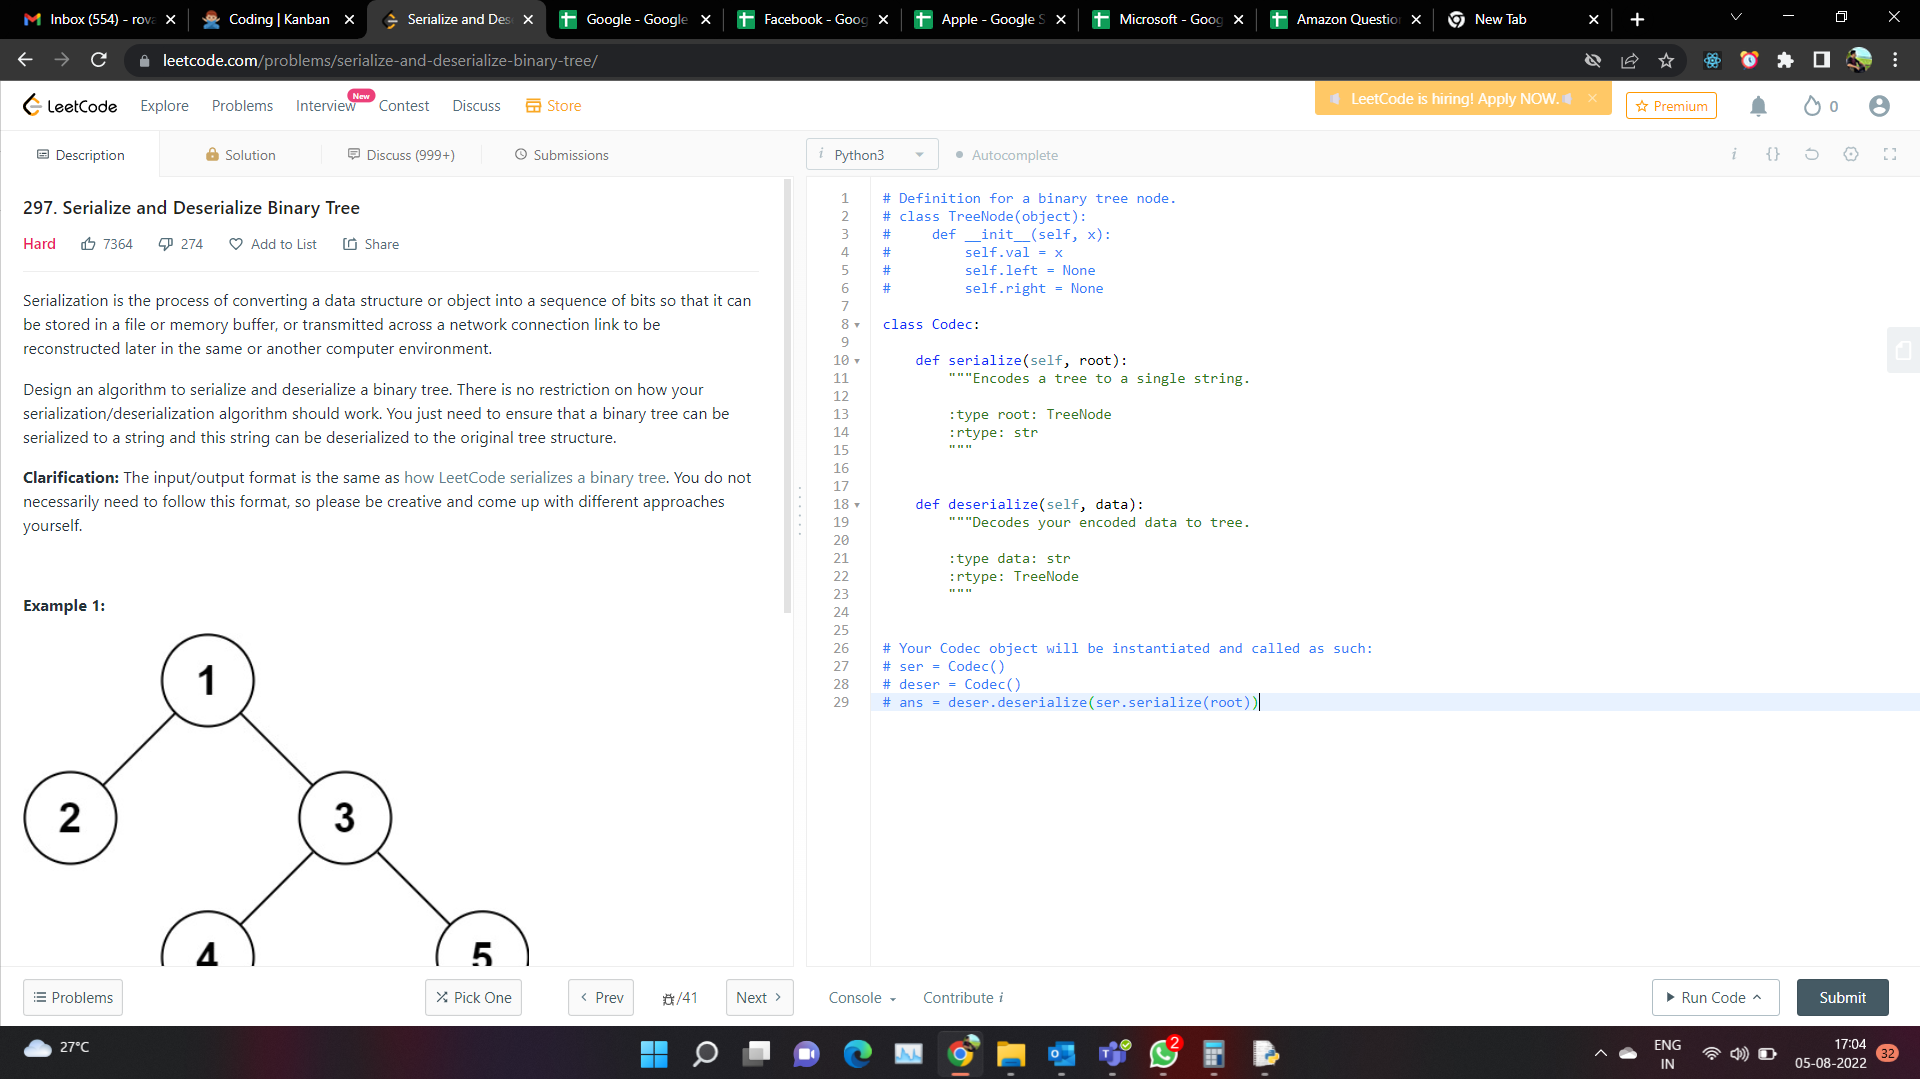 Inbox (554) - rova
Coding | Kanban
Serialize and Des
Google - Google
Facebook - Goog
Apple - Google S
Microsoft - Goog
Amazon Questio
New Tab
leetcode.com/problems/serialize-and-deserialize-binary-tree/
LeetCode
Explore
Problems
Interview
New
Contest
Discuss
Store
LeetCode is hiring! Apply NOW.
Premium
0
Description
Solution
Discuss (999+)
Submissions
i Python3
Autocomplete
i {}
297. Serialize and Deserialize Binary Tree
Hard 7364 274 Add to List Share
Serialization is the process of converting a data structure or object into a sequence of bits so that it can
be stored in a file or memory buffer, or transmitted across a network connection link to be
reconstructed later in the same or another computer environment.
Design an algorithm to serialize and deserialize a binary tree. There is no restriction on how your
serialization/deserialization algorithm should work. You just need to ensure that a binary tree can be
serialized to a string and this string can be deserialized to the original tree structure.
Clarification: The input/output format is the same as how LeetCode serializes a binary tree. You do not
necessarily need to follow this format, so please be creative and come up with different approaches
yourself.
Example 1:
1
2
3
4
5
1 # Definition for a binary tree node.
2 # class TreeNode(object):
3 #     def __init__(self, x):
4 #         self.val = x
5 #         self.left = None
6 #         self.right = None
7
8 class Codec:
9
10     def serialize(self, root):
11         """Encodes a tree to a single string.
12
13         :type root: TreeNode
14         :rtype: str
15         """
16
17
18     def deserialize(self, data):
19         """Decodes your encoded data to tree.
20
21         :type data: str
22         :rtype: TreeNode
23         """
24
25
26 # Your Codec object will be instantiated and called as such:
27 # ser = Codec()
28 # deser = Codec()
29 # ans = deser.deserialize(ser.serialize(root))
Problems
Pick One
Prev
/41
Next
Console
Contribute i
Run Code
Submit
27°C
2
ENG
IN
17:04
05-08-2022
32